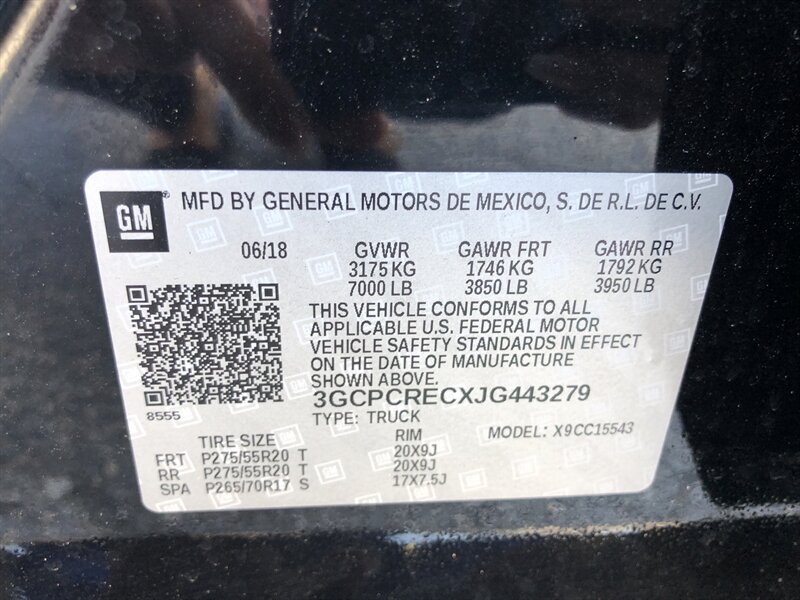 GM® MFD BY GENERAL MOTORS DE MEXICO, S. DE R.L. DE C.V.
06/18 GVWR GAWR FRT GAWR RR
3175 KG 1746 KG 1792 KG
7000 LB 3850 LB 3950 LB
THIS VEHICLE CONFORMS TO ALL
APPLICABLE U.S. FEDERAL MOTOR
VEHICLE SAFETY STANDARDS IN EFFECT
ON THE DATE OF MANUFACTURE
SHOWN ABOVE.
3GCPCRECXJG443279
8555 TYPE: TRUCK
MODEL: X9CC15543
TIRE SIZE RIM
FRT P275/55R20 T 20X9J
RR P275/55R20 T 20X9J
SPA P265/70R17 S 17X7.5J